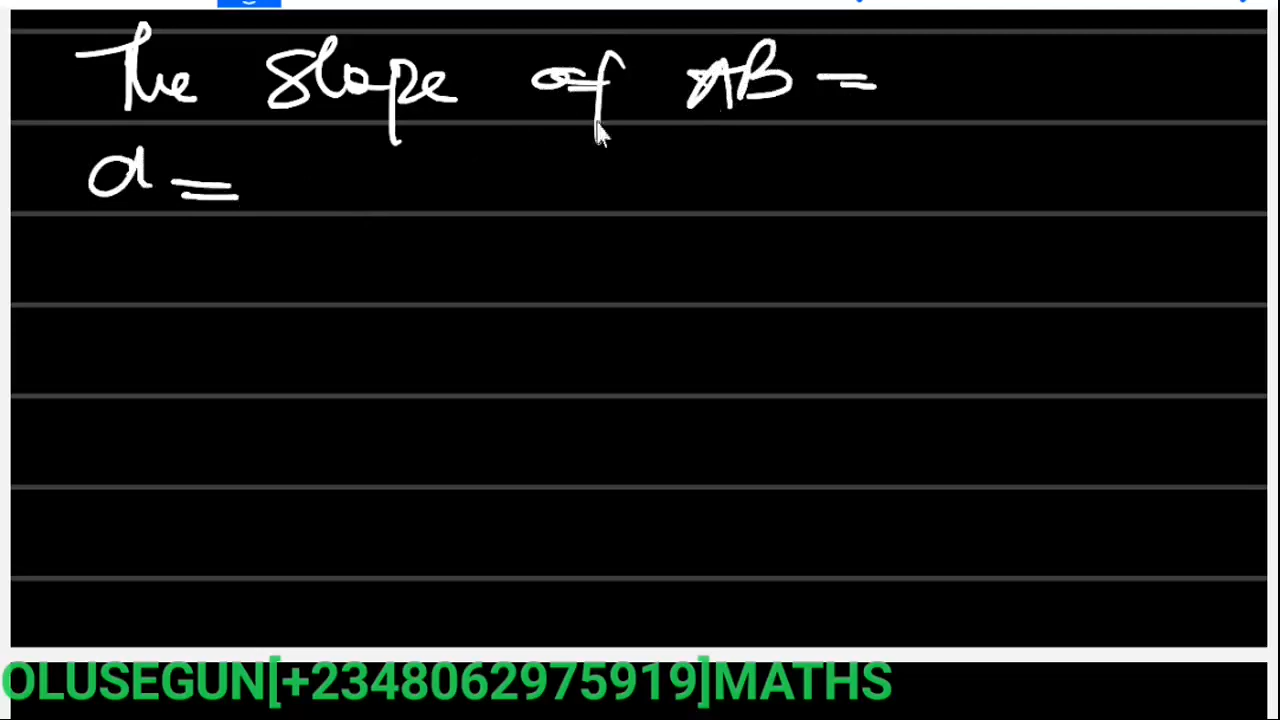 The slope of AB =
d =
OLUSEGUN[+2348062975919]MATHS